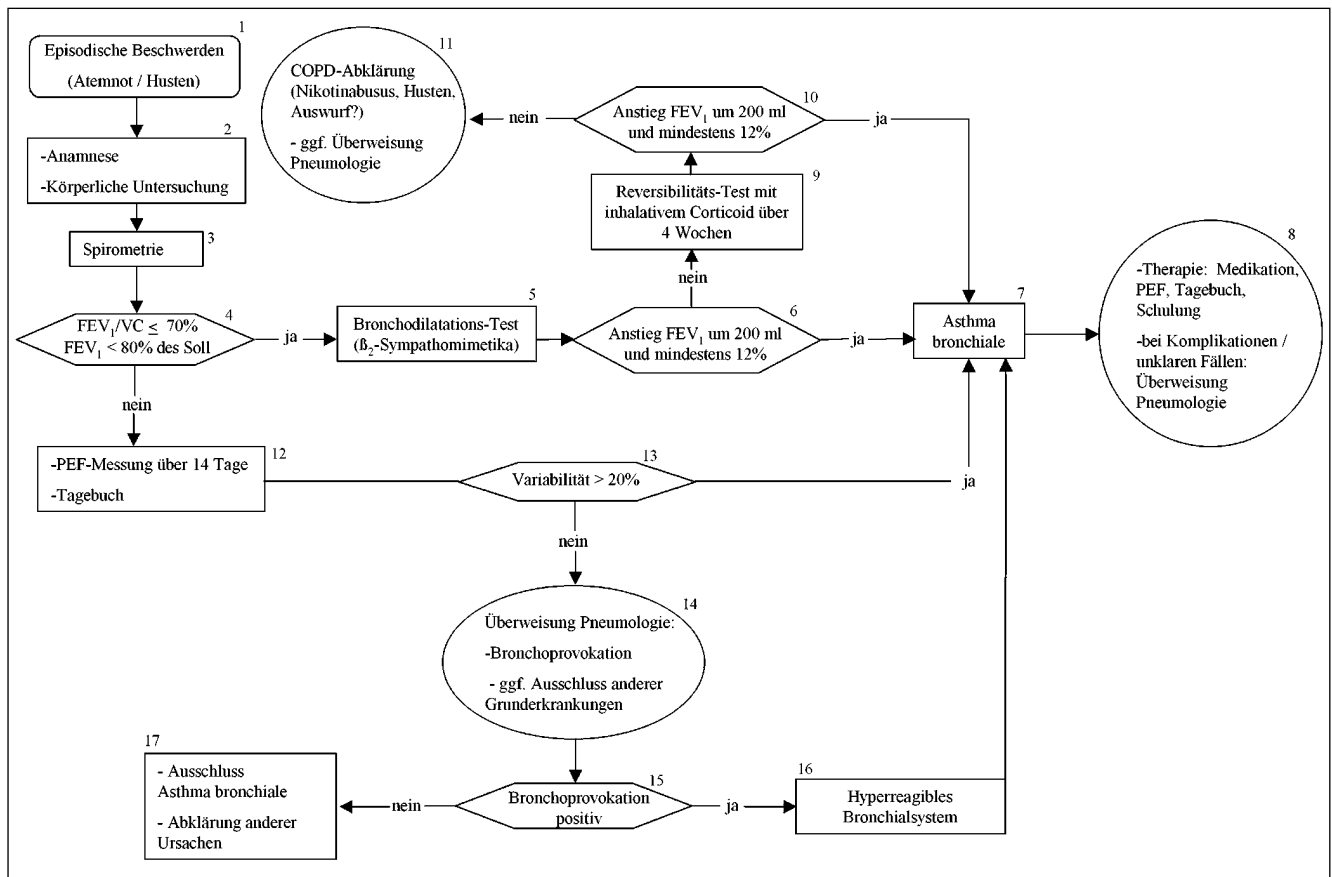 1
Episodische Beschwerden
(Atemnot / Husten)
2
-Anamnese
-Körperliche Untersuchung
3
Spirometrie
4
FEV₁/VC ≤ 70%
FEV₁ < 80% des Soll
ja
nein
5
Bronchodilatations-Test
(ß₂-Sympathomimetika)
6
Anstieg FEV₁ um 200 ml
und mindestens 12%
ja
nein
7
Asthma
bronchiale
8
-Therapie: Medikation,
PEF, Tagebuch,
Schulung
-bei Komplikationen /
unklaren Fällen:
Überweisung
Pneumologie
9
Reversibilitäts-Test mit
inhalativem Corticoid über
4 Wochen
10
Anstieg FEV₁ um 200 ml
und mindestens 12%
ja
nein
11
COPD-Abklärung
(Nikotinabusus, Husten,
Auswurf?)
- ggf. Überweisung
Pneumologie
12
-PEF-Messung über 14 Tage
-Tagebuch
13
Variabilität > 20%
ja
nein
14
Überweisung Pneumologie:
-Bronchoprovokation
- ggf. Ausschluss anderer
Grunderkrankungen
15
Bronchoprovokation
positiv
ja
nein
16
Hyperreagibles
Bronchialsystem
17
- Ausschluss
Asthma bronchiale
- Abklärung anderer
Ursachen